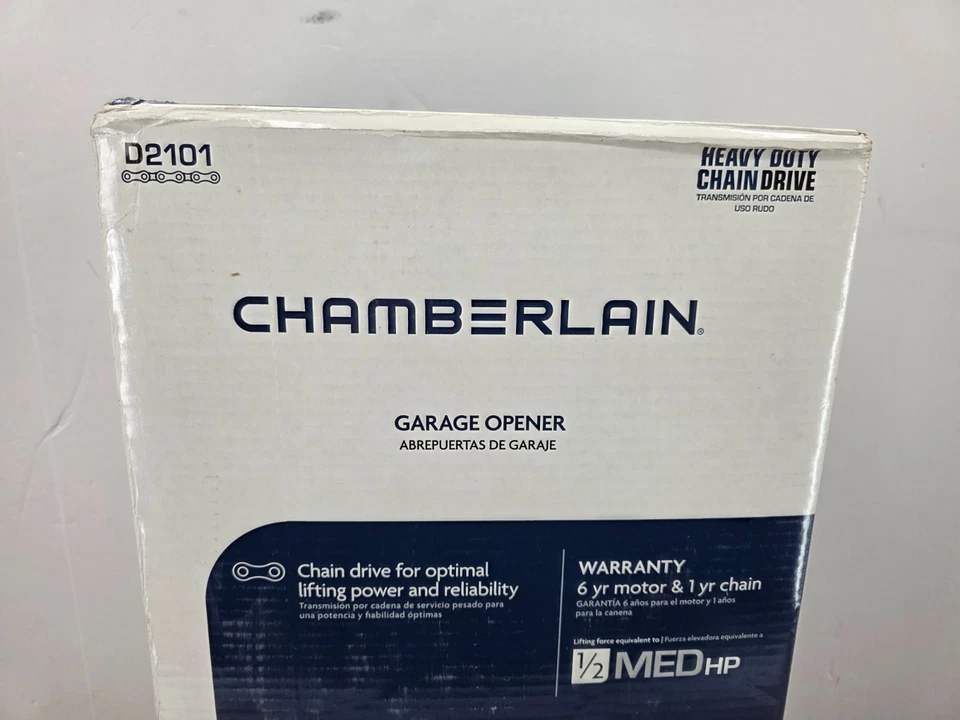 D2101
HEAVY DUTY
CHAIN DRIVE
TRANSMISIÓN POR CADENA DE
USO RUDO
CHAMBERLAIN®
GARAGE OPENER
ABREPUERTAS DE GARAJE
Chain drive for optimal
lifting power and reliability
Transmisión por cadena de servicio pesado para
una potencia y fiabilidad óptimas
WARRANTY
6 yr motor & 1 yr chain
GARANTÍA 6 años para el motor y 1 años
para la canena
Lifting force equivalent to | Fuerza elevadora equivalente a
1/2 MED HP